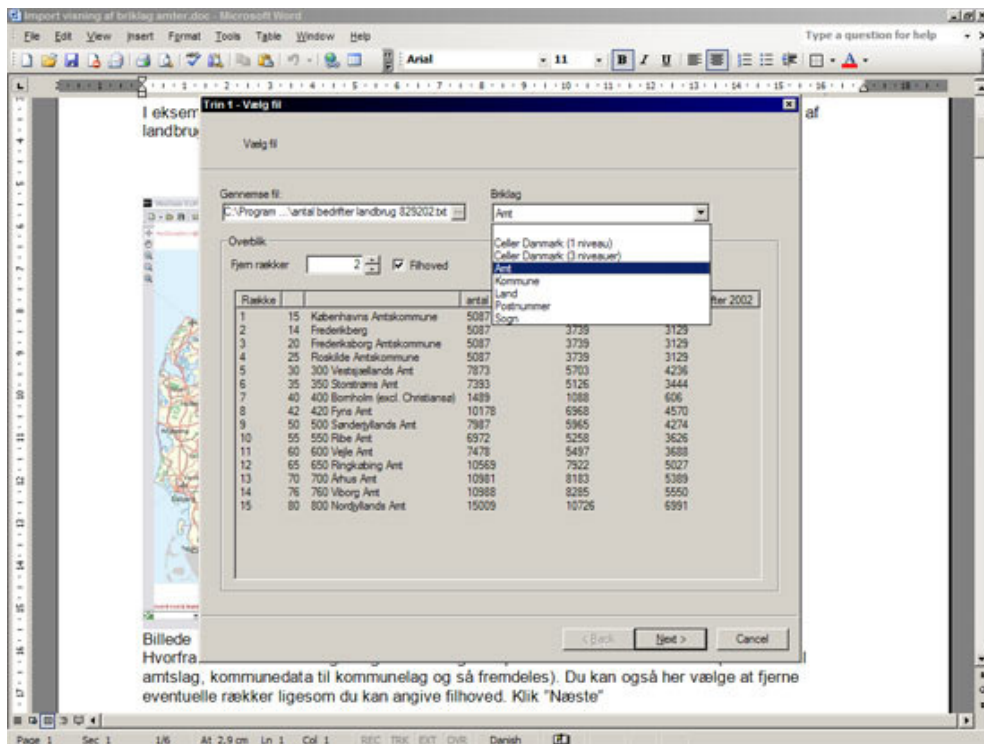 Import visning af briklag amter.doc - Microsoft Word
File Edit View Insert Format Tools Table Window Help Type a question for help
Arial 11 B I U
I eksem af
landbru
Trin 1 - Vælg fil
Vælg fil
Gennemse fil: Briklag
C:\Program ...\antal bedrifter landbrug 829202.txt ... Amt
Celler Danmark (1 niveau)
Celler Danmark (3 niveauer)
Amt
Kommune
Land
Postnummer
Sogn
Overblik
Fjern rækker 2 Filhoved
Række antal fter 2002
1 15 Københavns Amtskommune 5087
2 14 Frederikberg 5087 3739 3129
3 20 Frederiksborg Amtskommune 5087 3739 3129
4 25 Roskilde Amtskommune 5087 3739 3129
5 30 300 Vestsjællands Amt 7873 5703 4236
6 35 350 Storstrøms Amt 7393 5126 3444
7 40 400 Bornholm (excl. Christiansø) 1489 1088 606
8 42 420 Fyns Amt 10178 6968 4570
9 50 500 Sønderjyllands Amt 7987 5965 4274
10 55 550 Ribe Amt 6972 5258 3626
11 60 600 Vejle Amt 7478 5497 3688
12 65 650 Ringkøbing Amt 10569 7922 5027
13 70 700 Århus Amt 10981 8183 5389
14 76 760 Viborg Amt 10988 8285 5550
15 80 800 Nordjyllands Amt 15009 10726 6991
< Back Next > Cancel
Billede
Hvorfra
amtslag, kommunedata til kommunelag og så fremdeles). Du kan også her vælge at fjerne
eventuelle rækker ligesom du kan angive filhoved. Klik "Næste"
Page 1 Sec 1 1/6 At 2,9 cm Ln 1 Col 1 REC TRK EXT OVR Danish